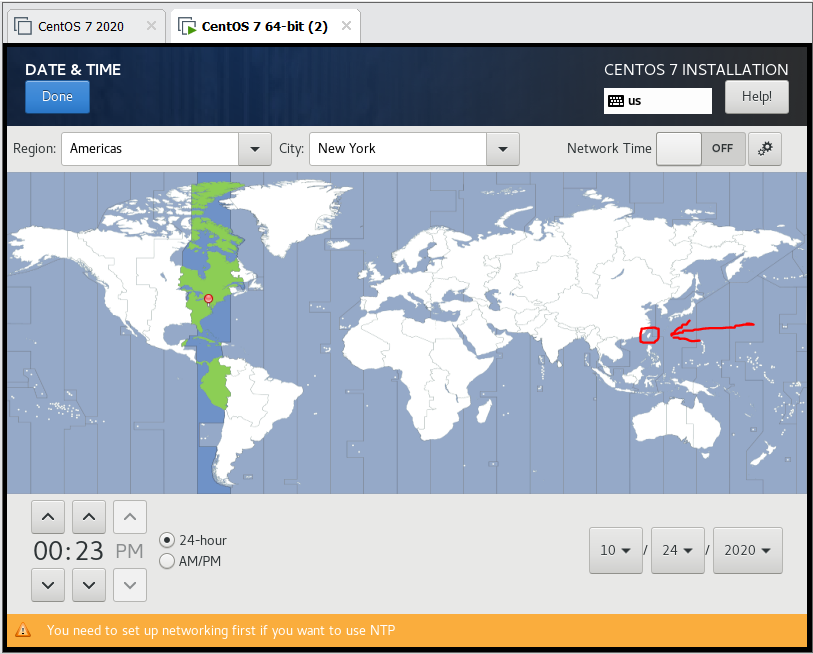 CentOS 7 2020
CentOS 7 64-bit (2)
DATE & TIME
CENTOS 7 INSTALLATION
Done
us
Help!
Region: Americas City: New York Network Time OFF
00:23 PM
24-hour
AM/PM
10 / 24 / 2020
You need to set up networking first if you want to use NTP